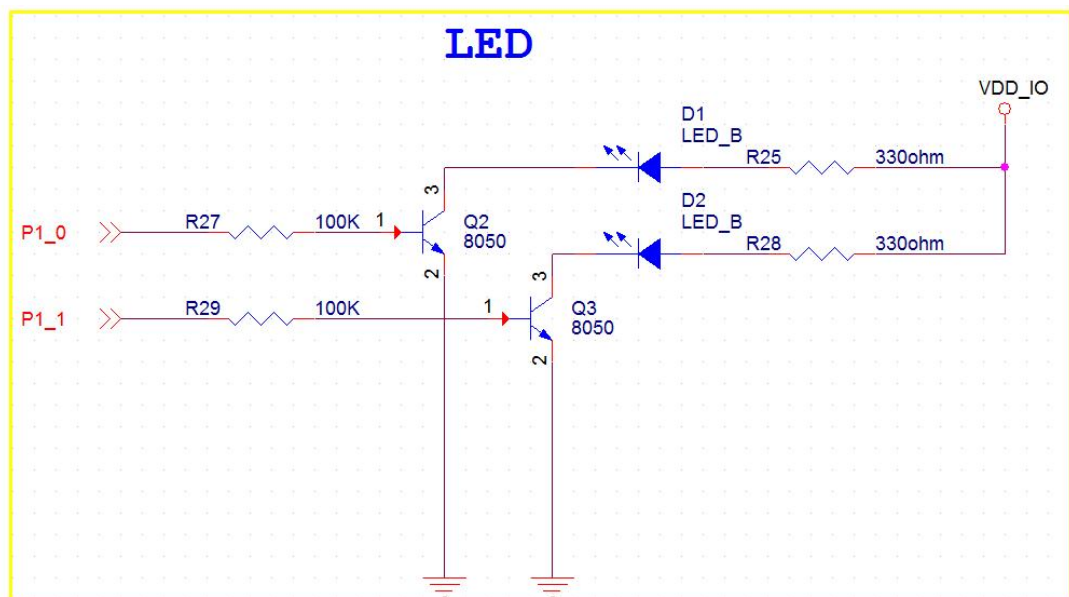 LED
VDD_IO
D1
LED_B
R25
330ohm
3
P1_0
R27
100K
1
Q2
8050
2
D2
LED_B
R28
330ohm
3
P1_1
R29
100K
1
Q3
8050
2